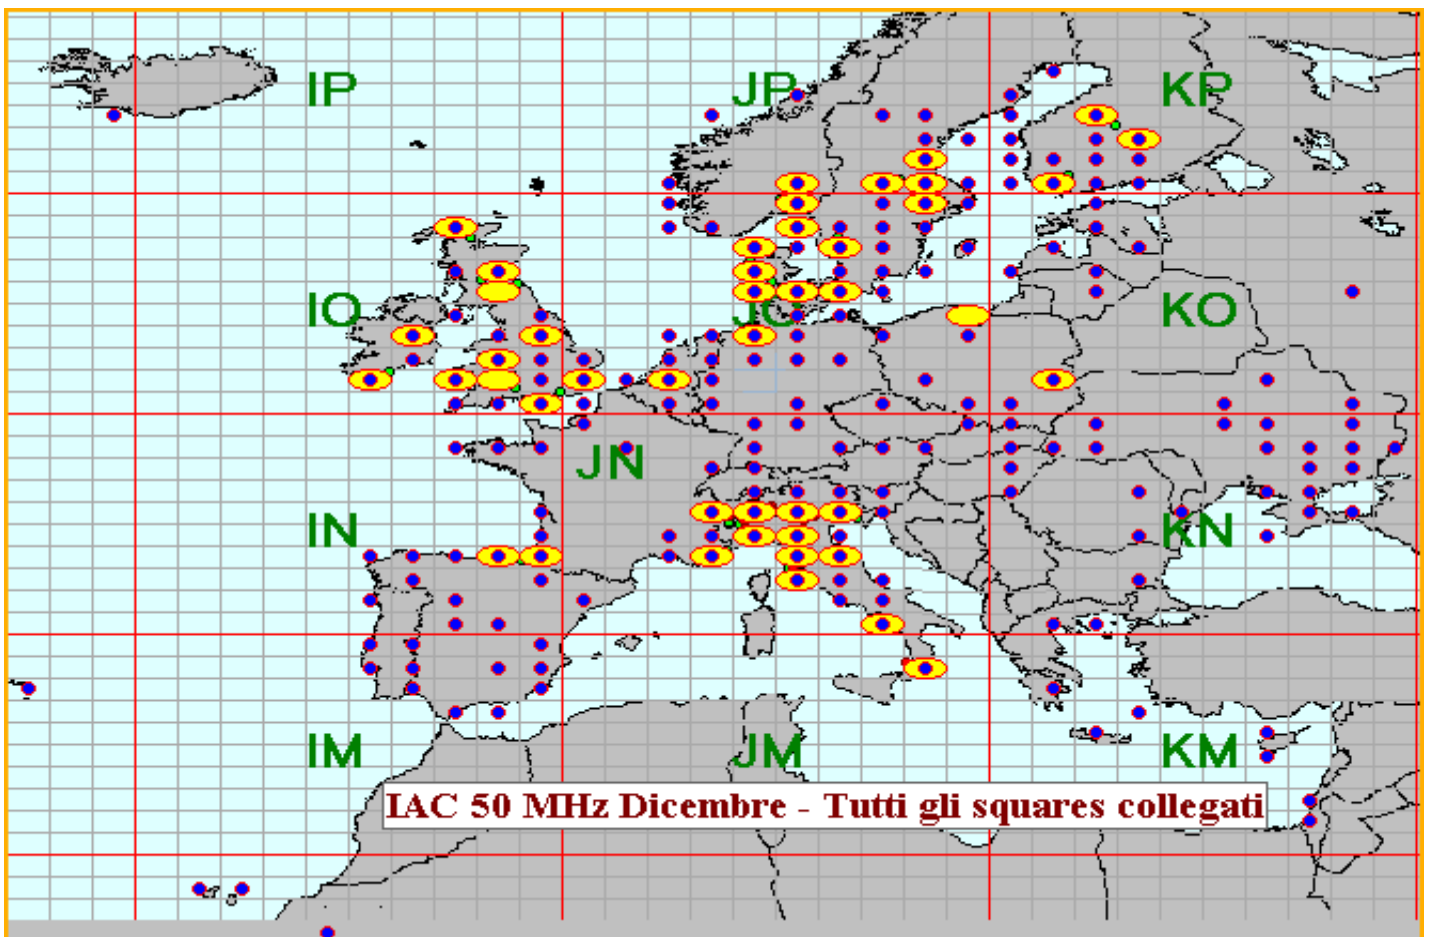 IP JP KP
IO JO KO
JN
IN KN
IM JM KM
IAC 50 MHz Dicembre - Tutti gli squares collegati